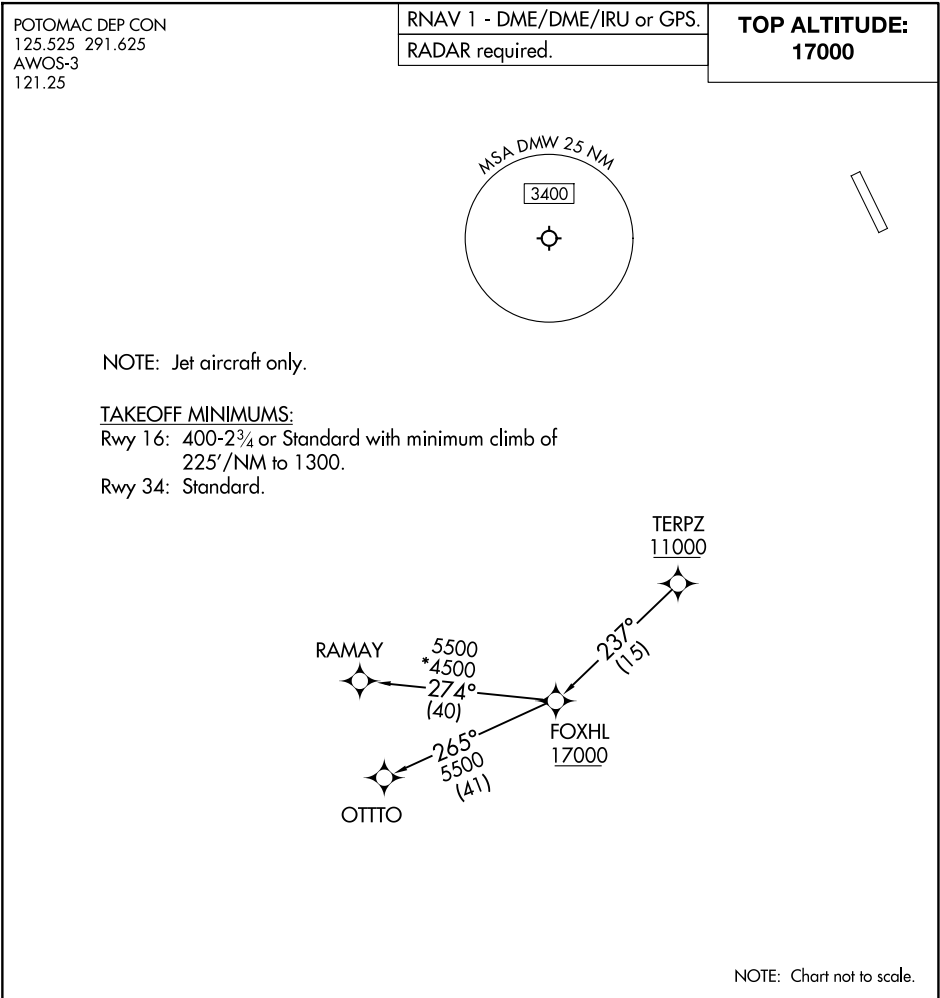 POTOMAC DEP CON
125.525 291.625
AWOS-3
121.25
RNAV 1 - DME/DME/IRU or GPS.
RADAR required.
TOP ALTITUDE:
17000
MSA DMW 25 NM
3400
NOTE: Jet aircraft only.
TAKEOFF MINIMUMS:
Rwy 16: 400-2¾ or Standard with minimum climb of
225'/NM to 1300.
Rwy 34: Standard.
TERPZ
11000
237°
(15)
RAMAY
5500
*4500
274°
(40)
FOXHL
17000
265°
5500
(41)
OTTTO
NOTE: Chart not to scale.